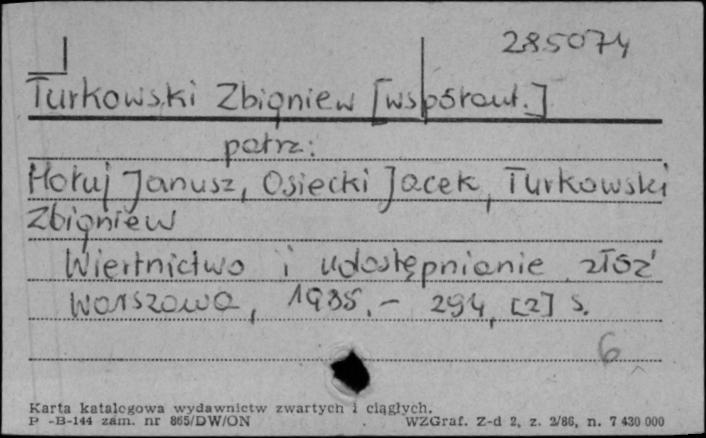 285074
Turkowski Zbigniew [współaut.]
patrz:
Hołuj Janusz, Osiecki Jacek, Turkowski
Zbigniew
Wiertnictwo i udostępnianie złóż
Warszawa, 1985. - 294, [2] s.
6
Karta katalogowa wydawnictw zwartych i ciągłych.
P-B-144 zam. nr 865/DW/ON WZGraf. Z-d 2, z. 2/86, n. 7 430 000